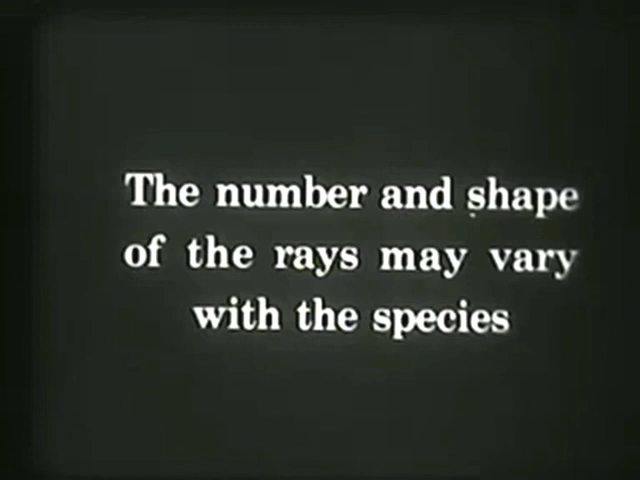 The number and shape
of the rays may vary
with the species